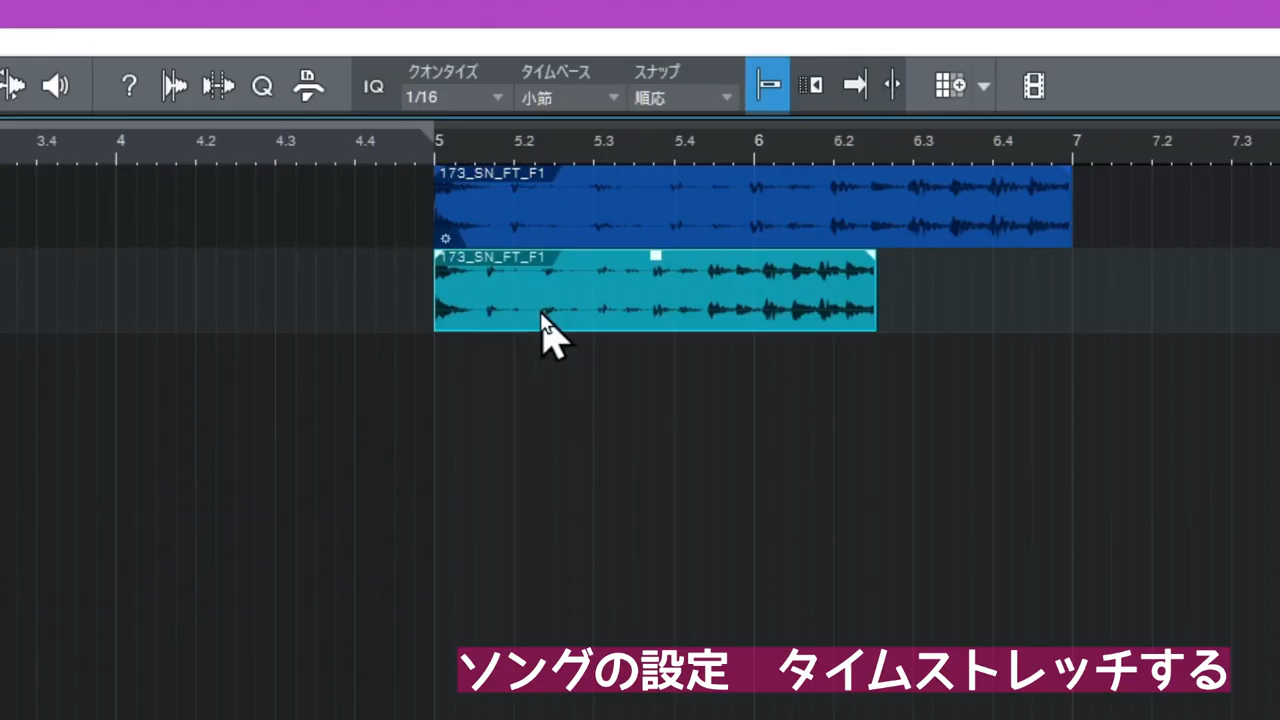 ?
Q
IQ
クオンタイズ タイムベース スナップ
1/16 小節 順応
3.4 4 4.2 4.3 4.4 5 5.2 5.3 5.4 6 6.2 6.3 6.4 7 7.2 7.3
173_SN_FT_F1
173_SN_FT_F1
ソングの設定 タイムストレッチする